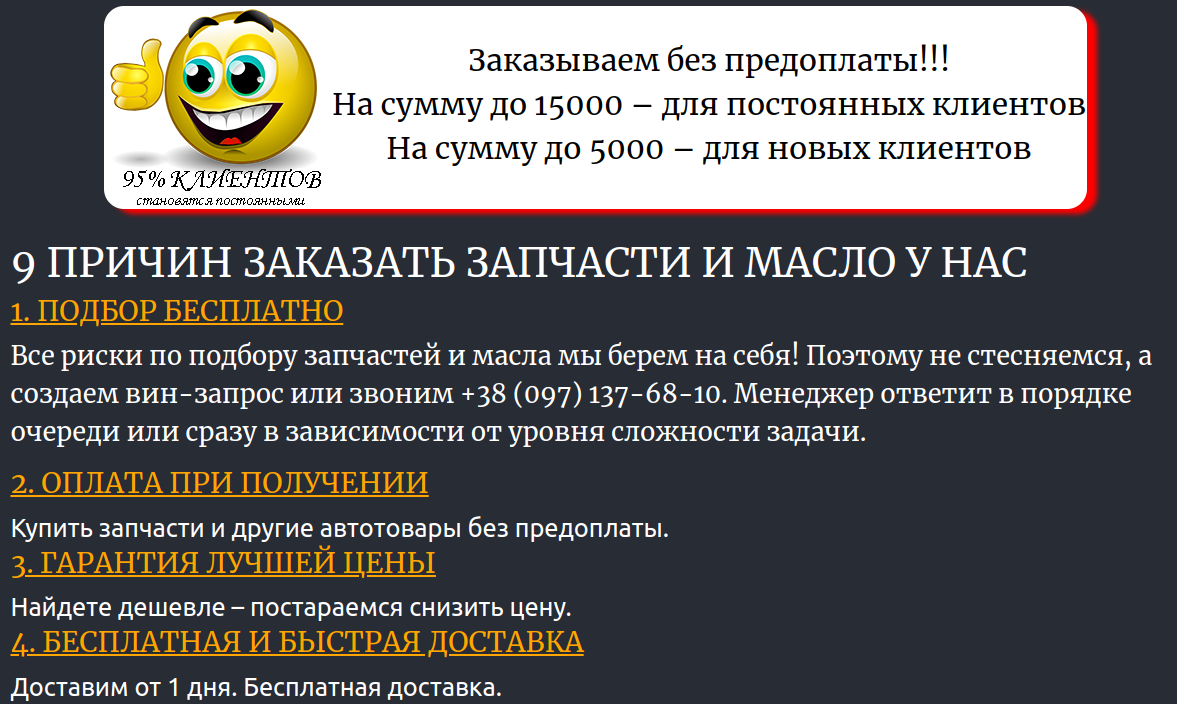 Заказываем без предоплаты!!!
На сумму до 15000 – для постоянных клиентов
На сумму до 5000 – для новых клиентов
95% КЛИЕНТОВ
становятся постоянными
9 ПРИЧИН ЗАКАЗАТЬ ЗАПЧАСТИ И МАСЛО У НАС
1. ПОДБОР БЕСПЛАТНО
Все риски по подбору запчастей и масла мы берем на себя! Поэтому не стесняемся, а
создаем вин-запрос или звоним +38 (097) 137-68-10. Менеджер ответит в порядке
очереди или сразу в зависимости от уровня сложности задачи.
2. ОПЛАТА ПРИ ПОЛУЧЕНИИ
Купить запчасти и другие автотовары без предоплаты.
3. ГАРАНТИЯ ЛУЧШЕЙ ЦЕНЫ
Найдете дешевле – постараемся снизить цену.
4. БЕСПЛАТНАЯ И БЫСТРАЯ ДОСТАВКА
Доставим от 1 дня. Бесплатная доставка.